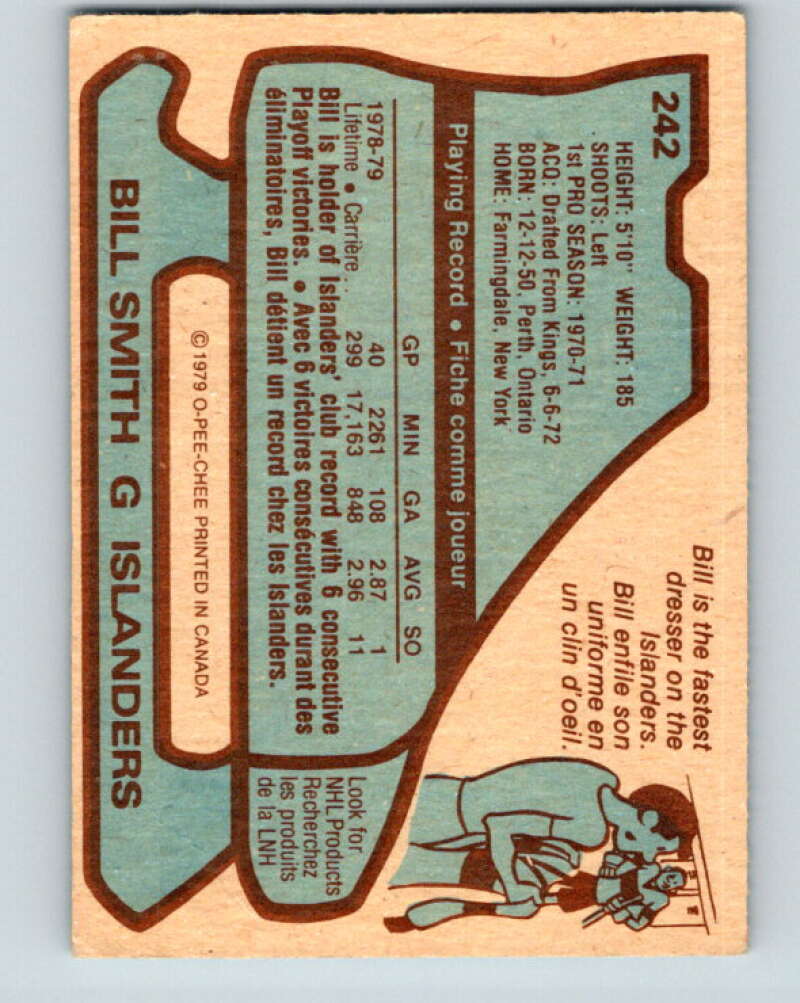 242
HEIGHT: 5'10" WEIGHT: 185
SHOOTS: Left
1st PRO SEASON: 1970-71
ACQ: Drafted From Kings, 6-6-72
BORN: 12-12-50, Perth, Ontario
HOME: Farmingdale, New York
Bill is the fastest
dresser on the
Islanders.
Bill enfile son
uniforme en
un clin d'oeil.
Playing Record • Fiche comme joueur
GP MIN GA AVG SO
1978-79 40 2261 108 2.87 1
Lifetime • Carrière... 299 17,163 848 2.96 11
Bill is holder of Islanders' club record with 6 consecutive
Playoff victories. • Avec 6 victoires consécutives durant des
éliminatoires, Bill détient un record chez les Islanders.
Look for
NHL Products
Recherchez
les produits
de la LNH
© 1979 O-PEE-CHEE PRINTED IN CANADA
BILL SMITH G ISLANDERS